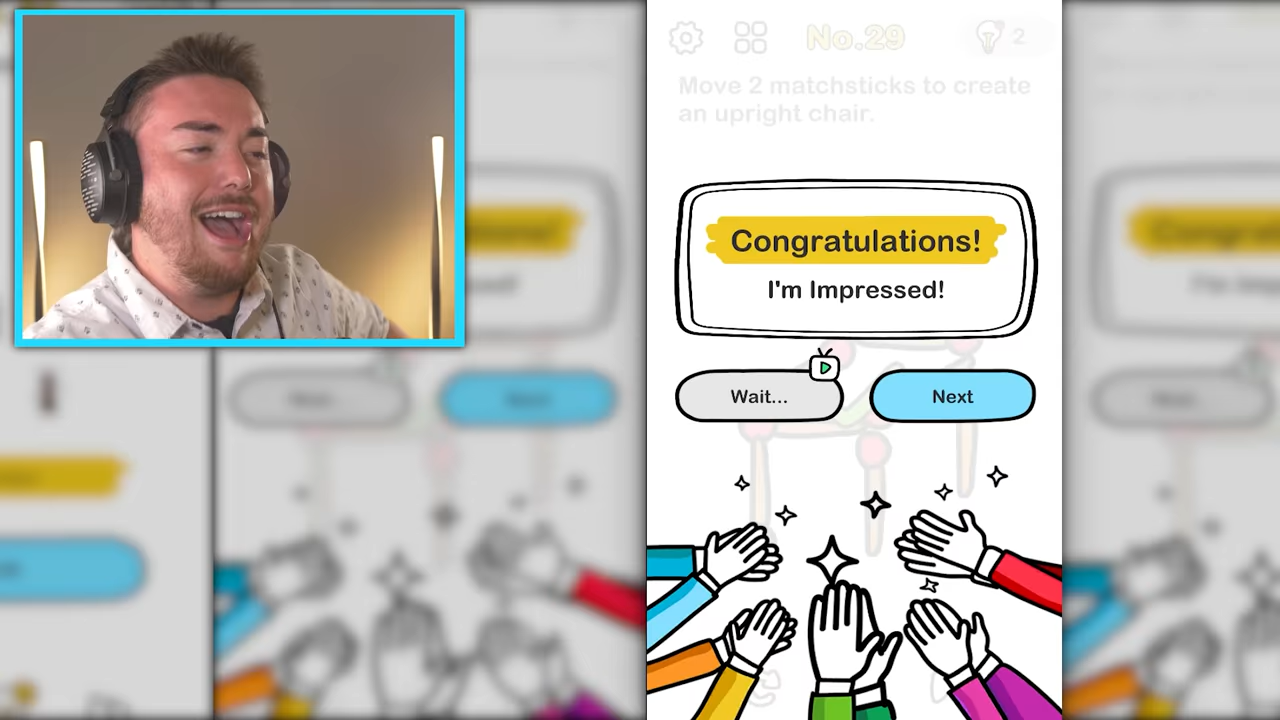 No.29
2
Move 2 matchsticks to create
an upright chair.
Congratulations!
I'm Impressed!
Wait...
Next